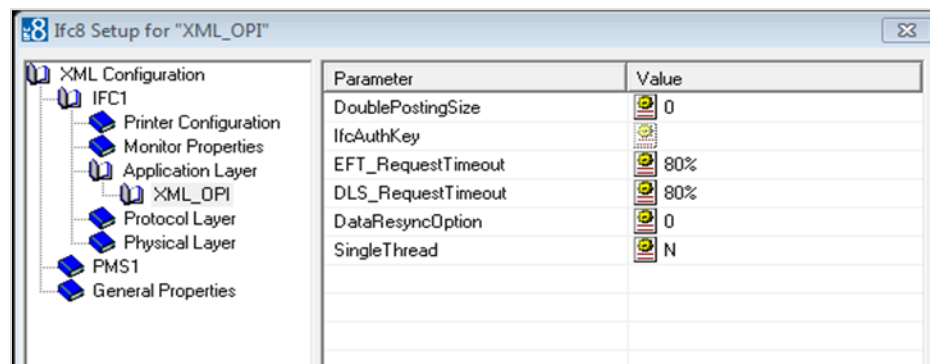 Ifc8 Setup for "XML_OPI"
XML Configuration
IFC1
Printer Configuration
Monitor Properties
Application Layer
XML_OPI
Protocol Layer
Physical Layer
PMS1
General Properties
Parameter Value
DoublePostingSize 0
IfcAuthKey
EFT_RequestTimeout 80%
DLS_RequestTimeout 80%
DataResyncOption 0
SingleThread N